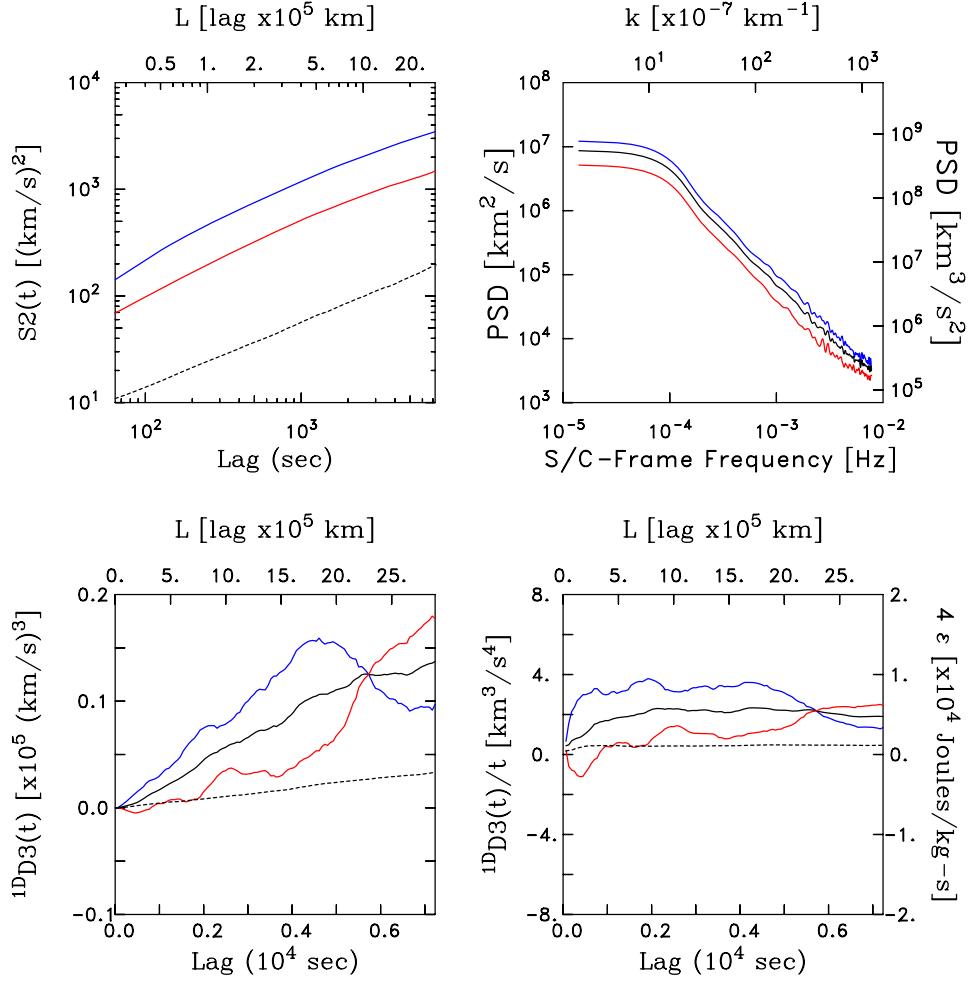 L [lag x10^5 km]
0.5 1. 2. 5. 10. 20.
10^4
10^3
10^2
10^1
S2(t) [(km/s)^2]
10^2 10^3
Lag (sec)
k [x10^-7 km^-1]
10^1 10^2 10^3
10^8
10^7
10^6
10^5
10^4
10^3
PSD [km^2/s]
10^9
10^8
10^7
10^6
10^5
PSD [km^3/s^2]
10^-5 10^-4 10^-3 10^-2
S/C-Frame Frequency [Hz]
L [lag x10^5 km]
0. 5. 10. 15. 20. 25.
0.2
0.1
0.0
-0.1
^1D D3(t) [x10^5 (km/s)^3]
0.0 0.2 0.4 0.6
Lag (10^4 sec)
L [lag x10^5 km]
0. 5. 10. 15. 20. 25.
8.
4.
0.
-4.
-8.
^1D D3(t)/t [km^3/s^4]
2.
1.
0.
-1.
-2.
4 ε [x10^4 Joules/kg-s]
0.0 0.2 0.4 0.6
Lag (10^4 sec)